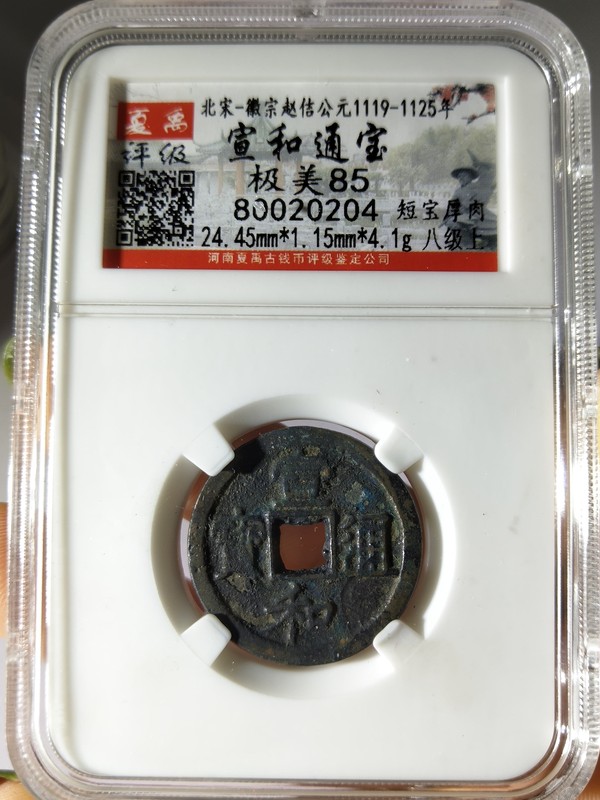 北宋-徽宗赵佶公元1119-1125年
夏禹
评级
宣和通宝
极美85
80020204 短宝厚肉
24.45mm*1.15mm*4.1g 八级上
河南夏禹古钱币评级鉴定公司
宣
通 寳
和